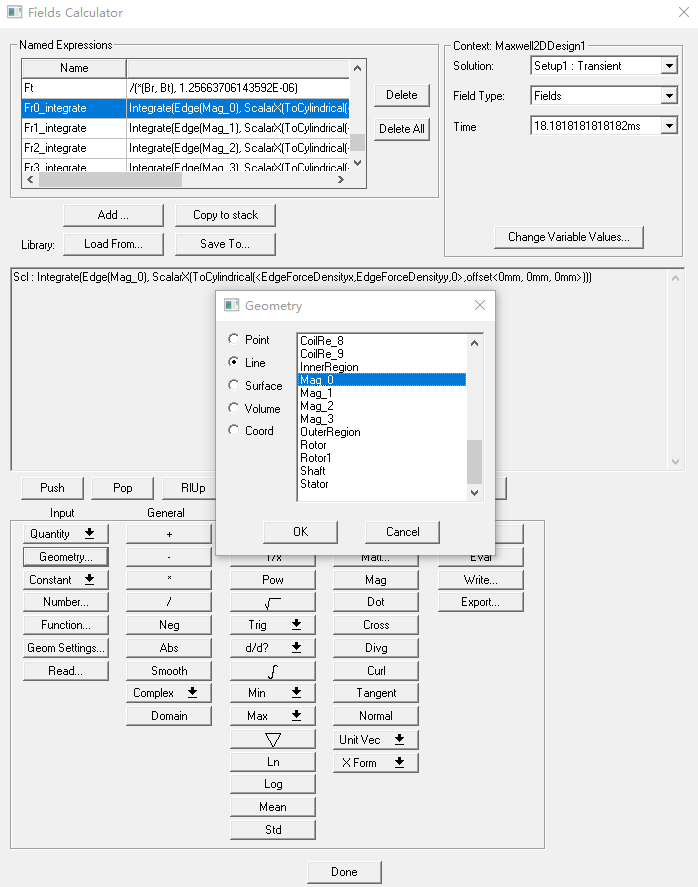 Fields Calculator
Named Expressions
Name
Ft /(*(Br, Bt), 1.25663706143592E-06)
Fr0_integrate Integrate(Edge(Mag_0), ScalarX(ToCylindrical(<
Fr1_integrate Integrate(Edge(Mag_1), ScalarX(ToCylindrical(<
Fr2_integrate Integrate(Edge(Mag_2), ScalarX(ToCylindrical(<
Fr3_integrate Integrate(Edge(Mag_3), ScalarX(ToCylindrical(<
Delete
Delete All
Add ... Copy to stack
Library: Load From... Save To...
Context: Maxwell2DDesign1
Solution: Setup1 : Transient
Field Type: Fields
Time 18.1818181818182ms
Change Variable Values...
Scl : Integrate(Edge(Mag_0), ScalarX(ToCylindrical(<EdgeForceDensityx,EdgeForceDensityy,0>,offset<0mm, 0mm, 0mm>)))
Geometry
Point
Line
Surface
Volume
Coord
CoilRe_8
CoilRe_9
InnerRegion
Mag_0
Mag_1
Mag_2
Mag_3
OuterRegion
Rotor
Rotor1
Shaft
Stator
OK Cancel
Push Pop RlUp
Input General
Quantity
Geometry...
Constant
Number...
Function...
Geom Settings...
Read...
+
-
*
/
Neg
Abs
Smooth
Complex
Domain
1/x
Pow
√
Trig
d/d?
∫
Min
Max
▽
Ln
Log
Mean
Std
Matl...
Mag
Dot
Cross
Divg
Curl
Tangent
Normal
Unit Vec
X Form
Eval
Write...
Export...
Done